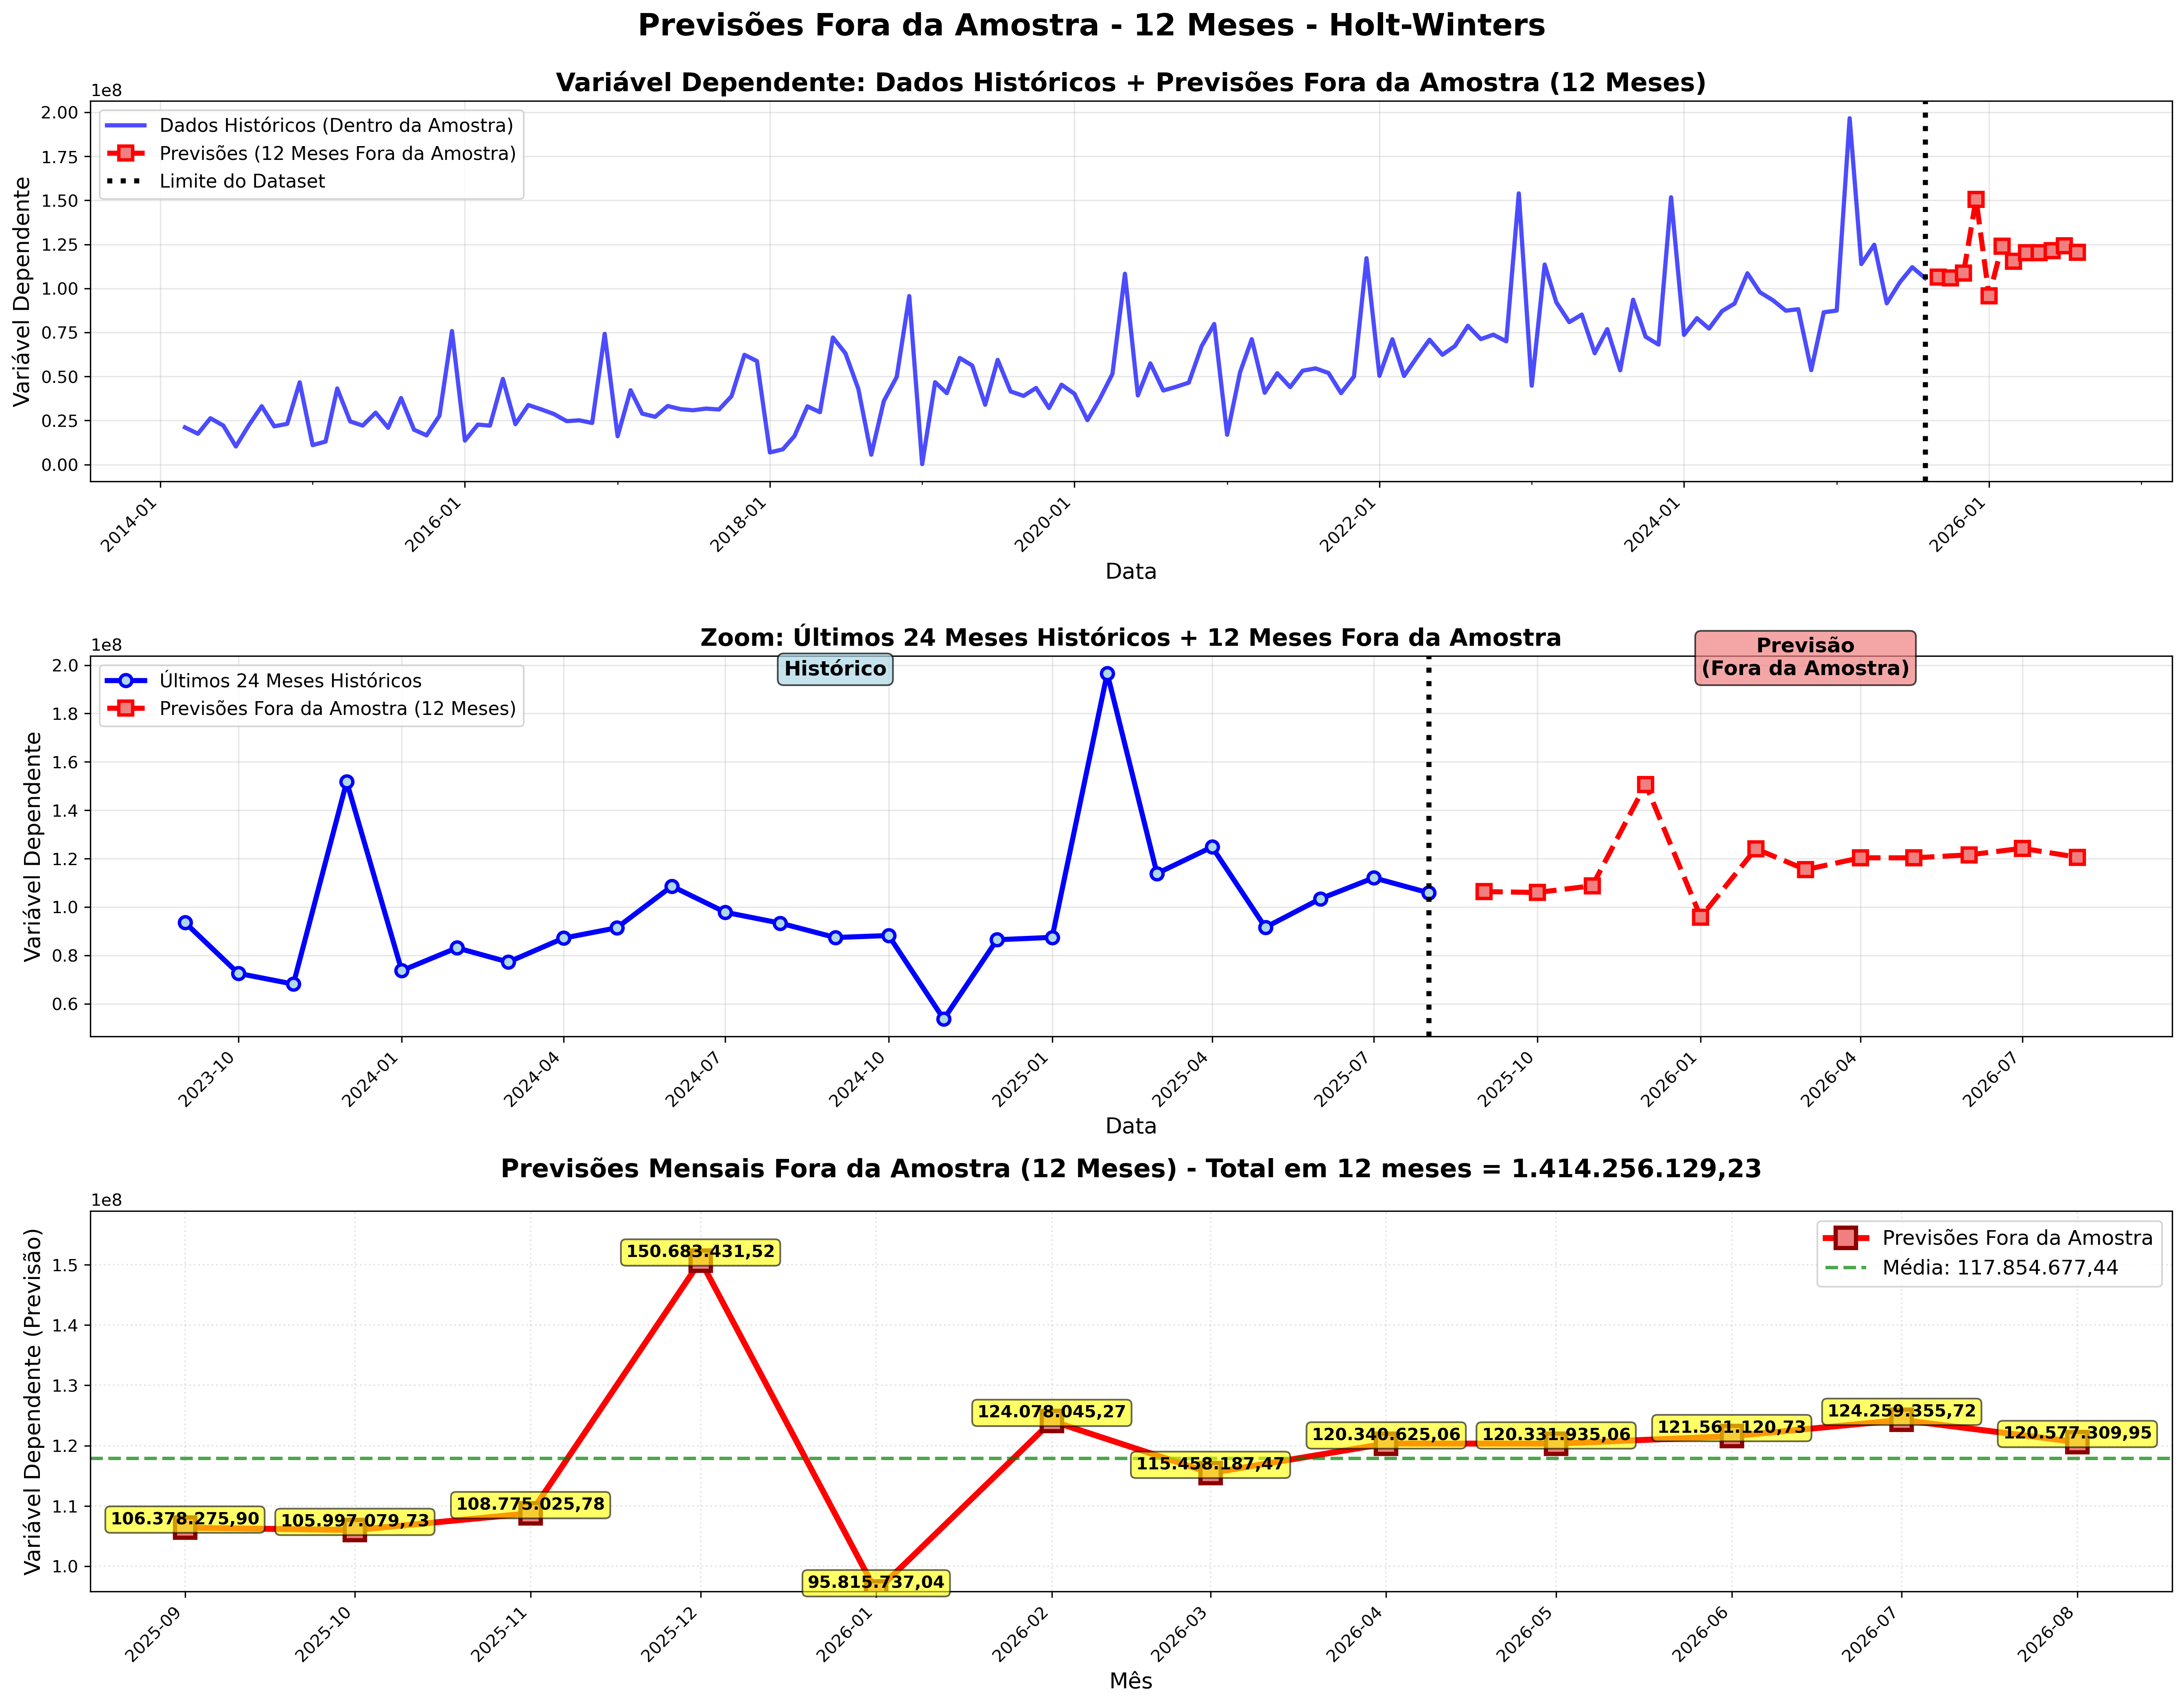 Previsões Fora da Amostra - 12 Meses - Holt-Winters
Variável Dependente: Dados Históricos + Previsões Fora da Amostra (12 Meses)
1e8
Dados Históricos (Dentro da Amostra)
Previsões (12 Meses Fora da Amostra)
Limite do Dataset
Variável Dependente
2.00
1.75
1.50
1.25
1.00
0.75
0.50
0.25
0.00
2014-01
2016-01
2018-01
2020-01
2022-01
2024-01
2026-01
Data
Zoom: Últimos 24 Meses Históricos + 12 Meses Fora da Amostra
1e8
Últimos 24 Meses Históricos
Previsões Fora da Amostra (12 Meses)
Histórico
Previsão
(Fora da Amostra)
Variável Dependente
2.0
1.8
1.6
1.4
1.2
1.0
0.8
0.6
2023-10
2024-01
2024-04
2024-07
2024-10
2025-01
2025-04
2025-07
2025-10
2026-01
2026-04
2026-07
Data
Previsões Mensais Fora da Amostra (12 Meses) - Total em 12 meses = 1.414.256.129,23
1e8
Previsões Fora da Amostra
Média: 117.854.677,44
Variável Dependente (Previsão)
1.5
1.4
1.3
1.2
1.1
1.0
106.378.275,90
105.997.079,73
108.775.025,78
150.683.431,52
95.815.737,04
124.078.045,27
115.458.187,47
120.340.625,06
120.331.935,06
121.561.120,73
124.259.355,72
120.577.309,95
2025-09
2025-10
2025-11
2025-12
2026-01
2026-02
2026-03
2026-04
2026-05
2026-06
2026-07
2026-08
Mês